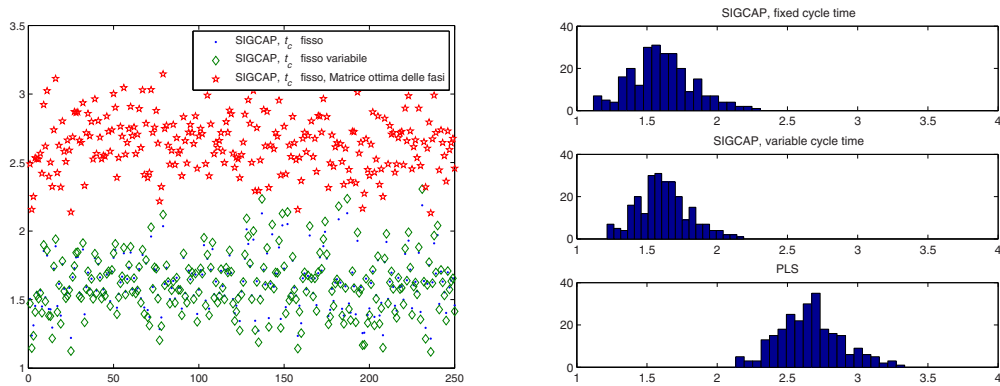 3.5
3
2.5
2
1.5
1
0
50
100
150
200
250
SIGCAP, t_c fisso
SIGCAP, t_c fisso variabile
SIGCAP, t_c fisso, Matrice ottima delle fasi
SIGCAP, fixed cycle time
40
20
0
1 1.5 2 2.5 3 3.5 4
SIGCAP, variable cycle time
40
20
0
1 1.5 2 2.5 3 3.5 4
PLS
40
20
0
1 1.5 2 2.5 3 3.5 4